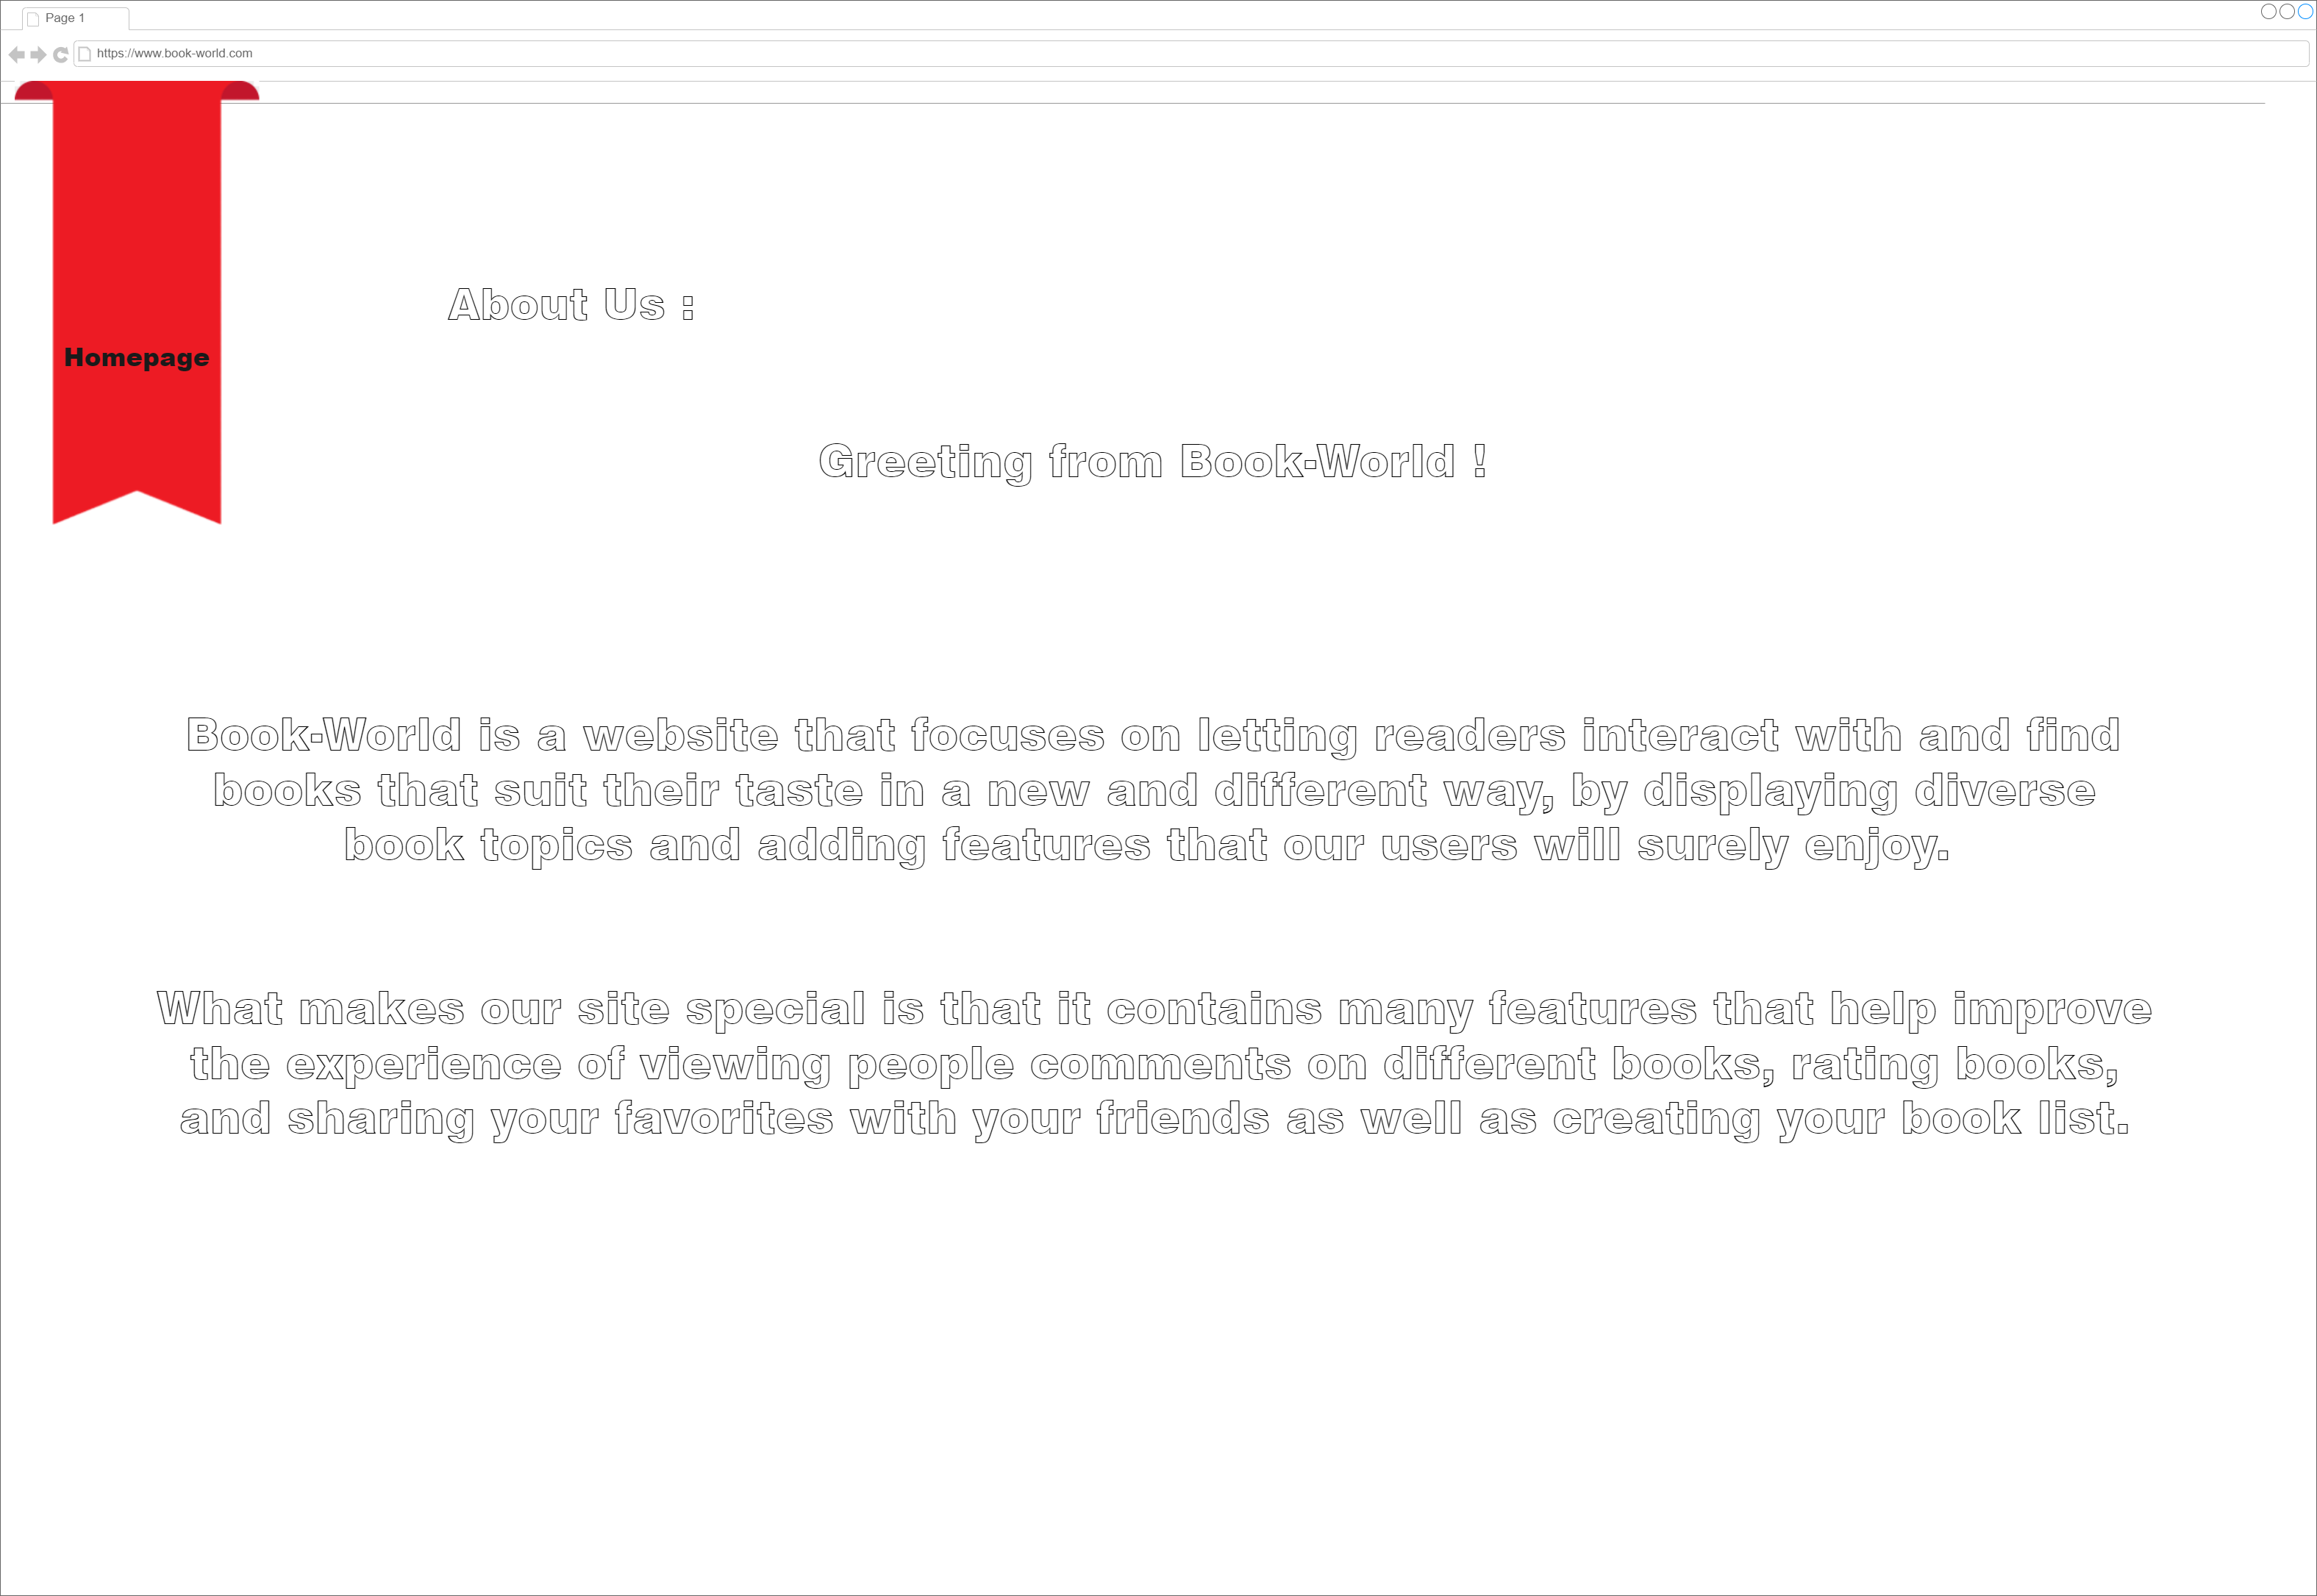 Page 1
https://www.book-world.com
About Us :
Homepage
Greeting from Book-World !
Book-World is a website that focuses on letting readers interact with and find
books that suit their taste in a new and different way, by displaying diverse
book topics and adding features that our users will surely enjoy.
What makes our site special is that it contains many features that help improve
the experience of viewing people comments on different books, rating books,
and sharing your favorites with your friends as well as creating your book list.